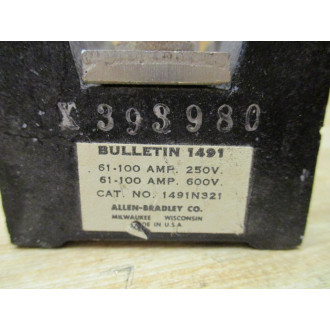 X 393980
BULLETIN 1491
61-100 AMP. 250V.
61-100 AMP. 600V.
CAT. NO. 1491N321
ALLEN-BRADLEY CO.
MILWAUKEE WISCONSIN
MADE IN U.S.A.